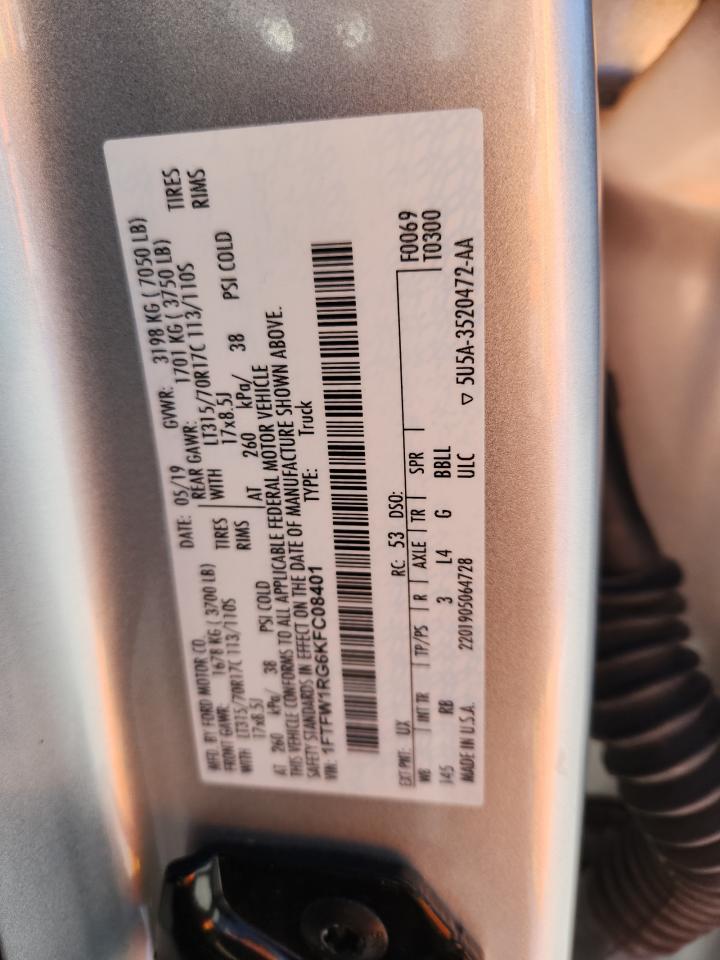 MFD. BY FORD MOTOR CO.
DATE: 05/19 GVWR: 3198 KG ( 7050 LB)
FRONT GAWR: 1678 KG ( 3700 LB) REAR GAWR: 1701 KG ( 3750 LB)
WITH LT315/70R17C 113/110S TIRES WITH LT315/70R17C 113/110S TIRES
17x8.5J RIMS 17x8.5J RIMS
AT 260 kPa/ 38 PSI COLD AT 260 kPa/ 38 PSI COLD
THIS VEHICLE CONFORMS TO ALL APPLICABLE FEDERAL MOTOR VEHICLE
SAFETY STANDARDS IN EFFECT ON THE DATE OF MANUFACTURE SHOWN ABOVE.
VIN: 1FTFW1RG6KFC08401 TYPE: Truck
EXT PNT: UX RC: 53 DSO: F0069
WB INT TR TP/PS R AXLE TR SPR T0300
145 RB 3 L4 G BBLL
MADE IN U.S.A. 2201905064728 ULC ▽ 5U5A-3520472-AA